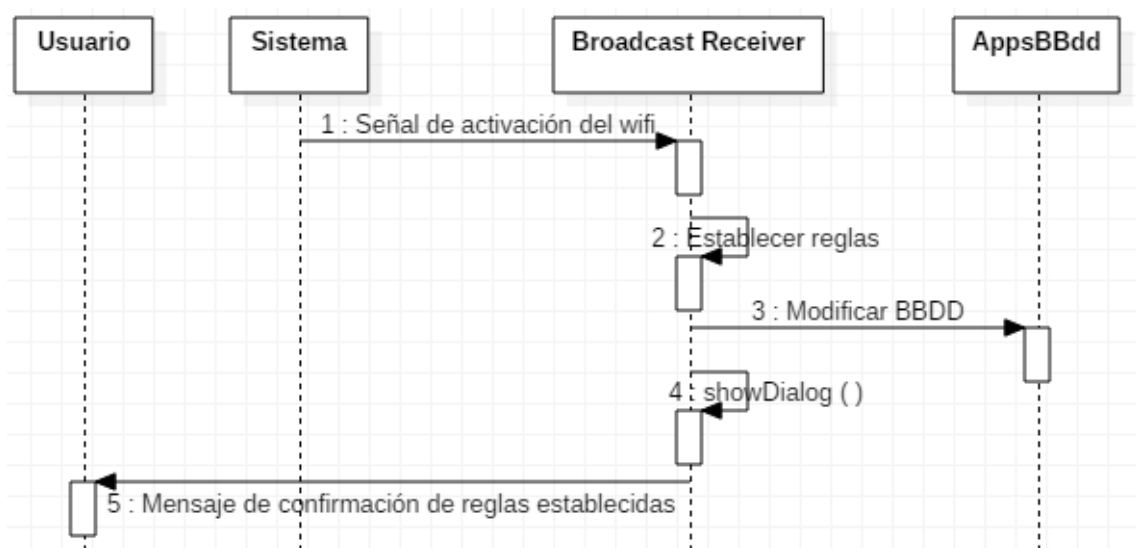 Usuario
Sistema
Broadcast Receiver
AppsBBdd
1 : Señal de activación del wifi
2 : Establecer reglas
3 : Modificar BBDD
4 : showDialog ( )
5 : Mensaje de confirmación de reglas establecidas